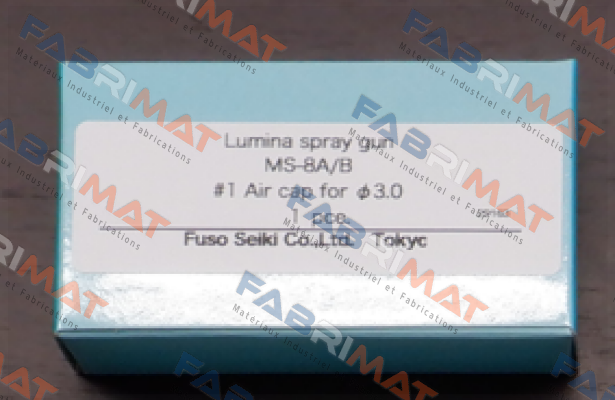 Lumina spray gun
MS-8A/B
#1 Air cap for φ3.0
1 pce.
Fuso Seiki Co.,Ltd. Tokyc
FABRIMAT
Matériaux Industriel et Fabrications